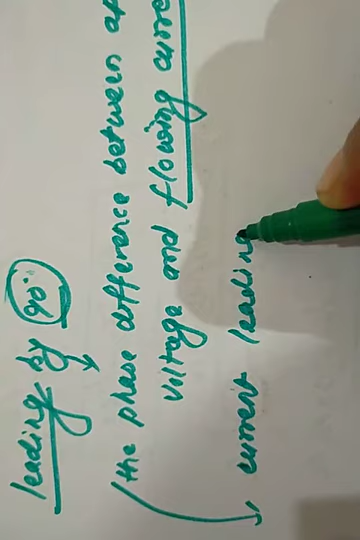 leading by 90°
the phase difference between
voltage and flowing curre
current leading